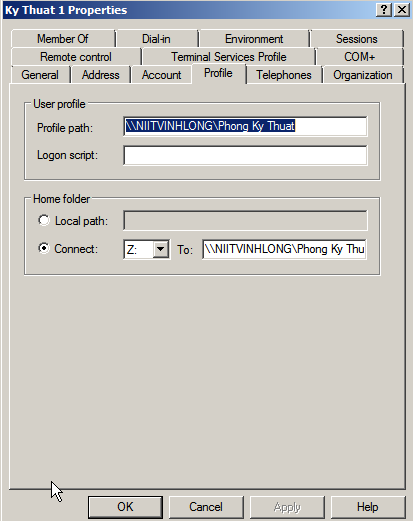 Ky Thuat 1 Properties
Member Of Dial-in Environment Sessions
Remote control Terminal Services Profile COM+
General Address Account Profile Telephones Organization
User profile
Profile path: \\NIITVINHLONG\Phong Ky Thuat
Logon script:
Home folder
Local path:
Connect: Z: To: \\NIITVINHLONG\Phong Ky Thu
OK Cancel Apply Help